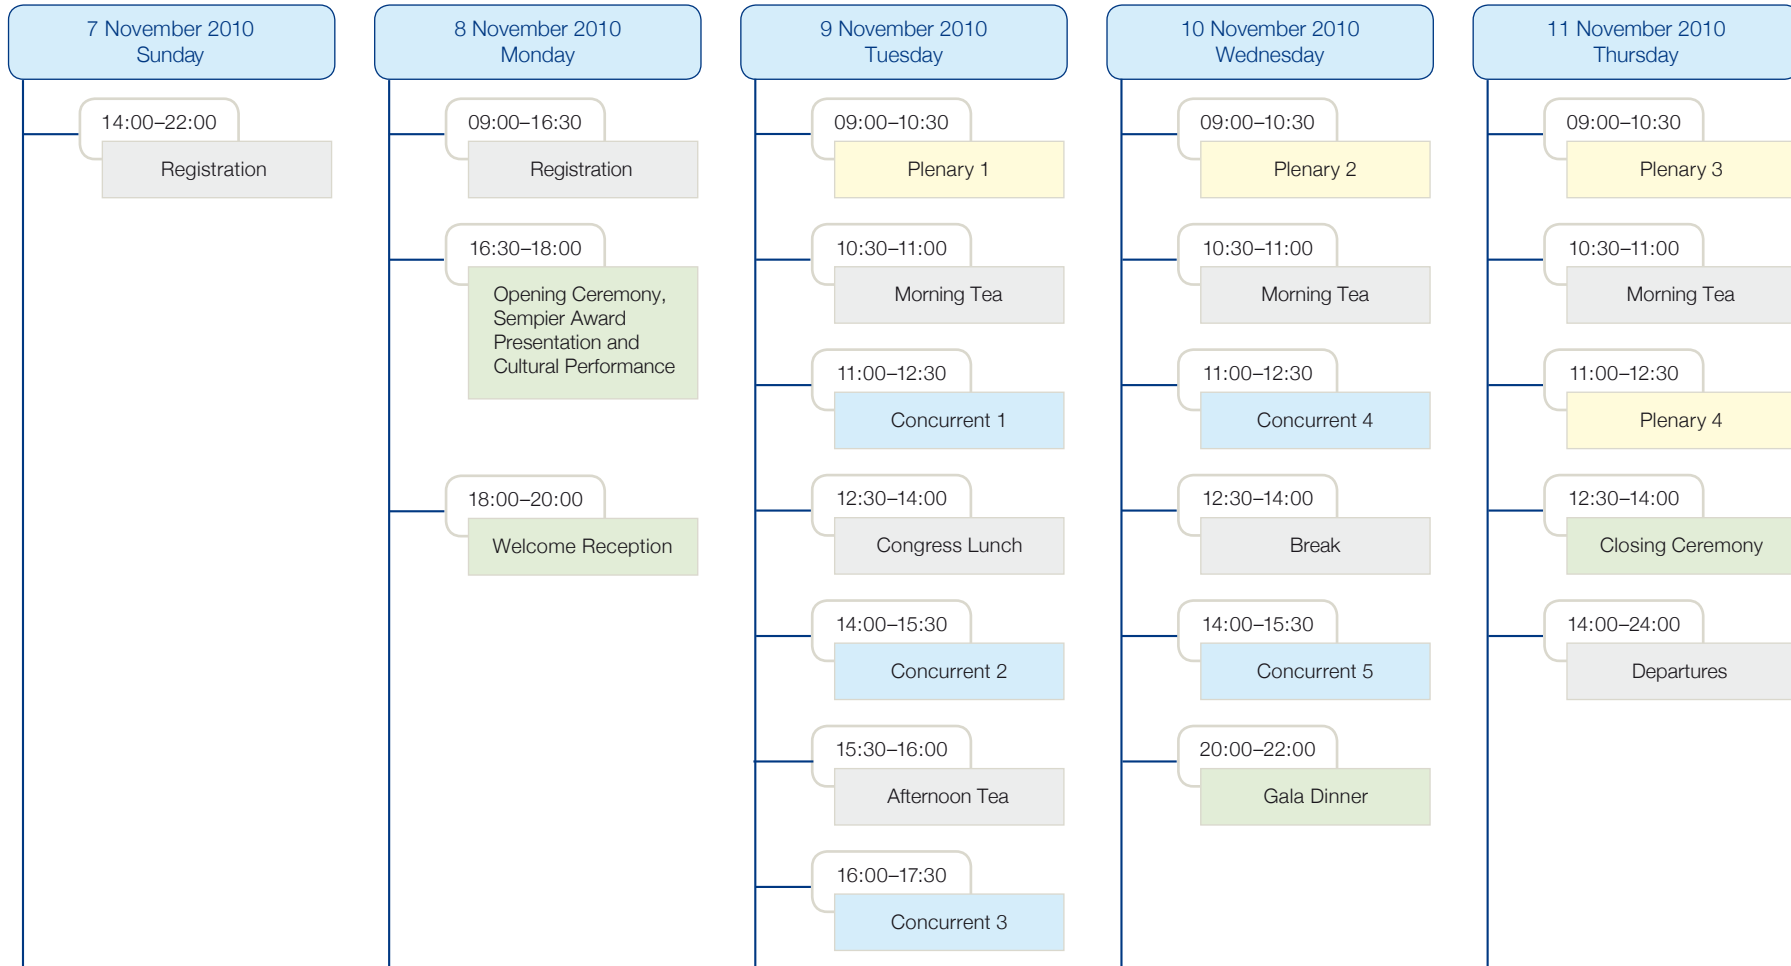 7 November 2010
Sunday
14:00–22:00
Registration
8 November 2010
Monday
09:00–16:30
Registration
16:30–18:00
Opening Ceremony,
Sempier Award
Presentation and
Cultural Performance
18:00–20:00
Welcome Reception
9 November 2010
Tuesday
09:00–10:30
Plenary 1
10:30–11:00
Morning Tea
11:00–12:30
Concurrent 1
12:30–14:00
Congress Lunch
14:00–15:30
Concurrent 2
15:30–16:00
Afternoon Tea
16:00–17:30
Concurrent 3
10 November 2010
Wednesday
09:00–10:30
Plenary 2
10:30–11:00
Morning Tea
11:00–12:30
Concurrent 4
12:30–14:00
Break
14:00–15:30
Concurrent 5
20:00–22:00
Gala Dinner
11 November 2010
Thursday
09:00–10:30
Plenary 3
10:30–11:00
Morning Tea
11:00–12:30
Plenary 4
12:30–14:00
Closing Ceremony
14:00–24:00
Departures